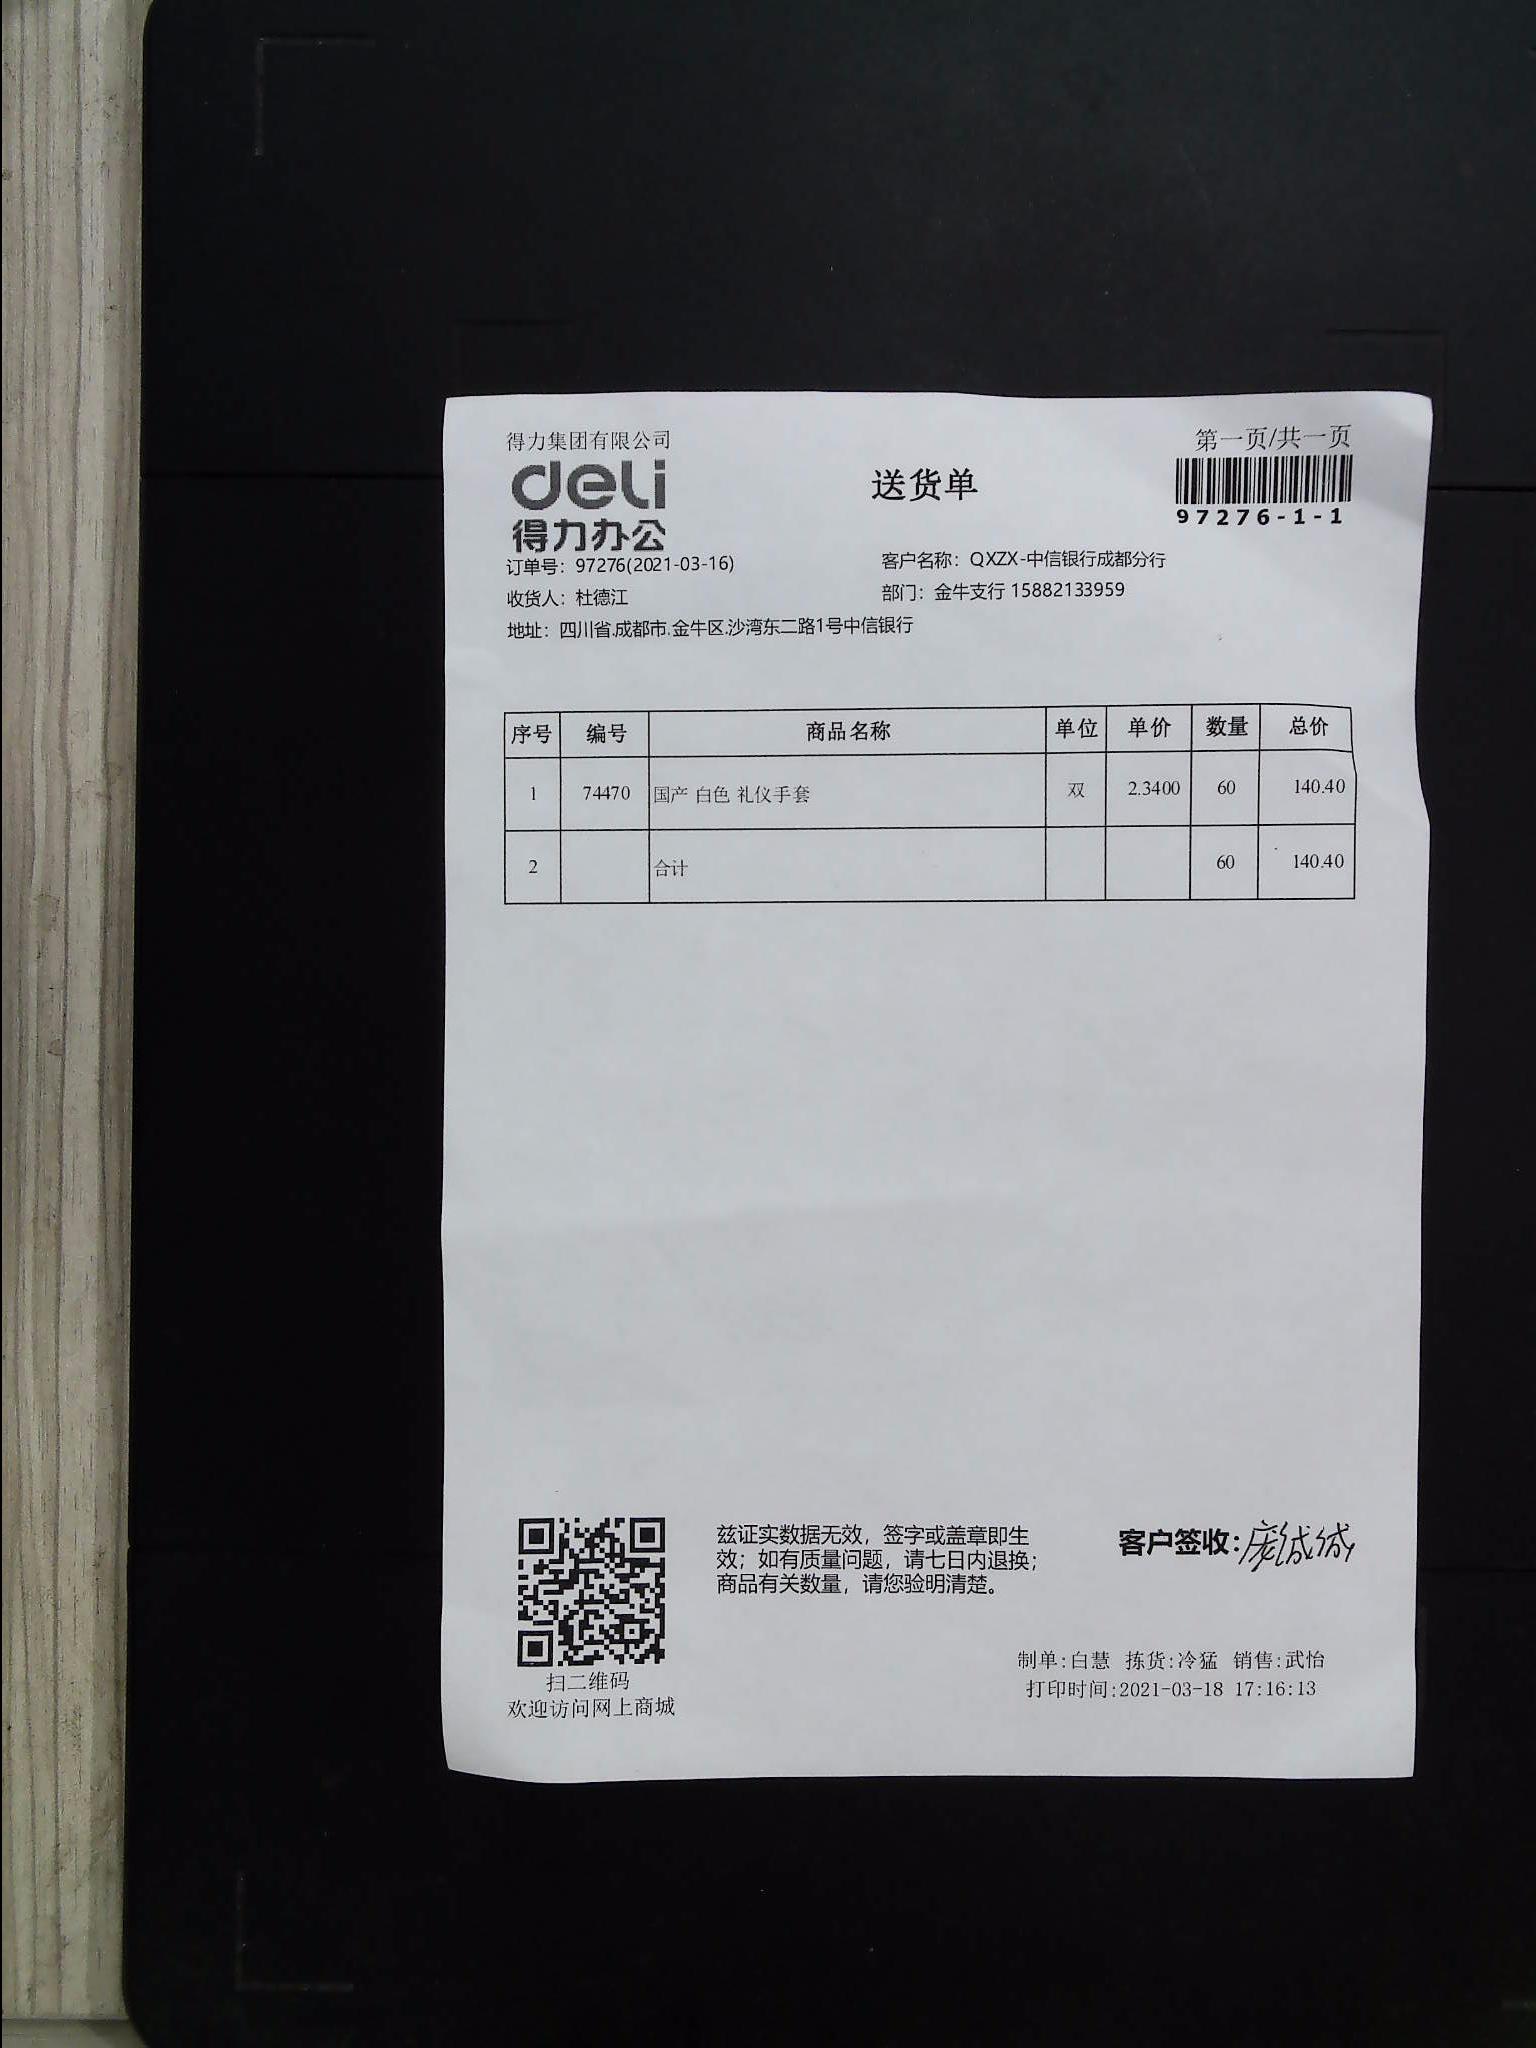 得力集团有限公司
第一页/共一页
deli
得力办公
送货单
97276-1-1
订单号：97276(2021-03-16)
客户名称：QXZX-中信银行成都分行
收货人：杜德江
部门：金牛支行 15882133959
地址：四川省.成都市.金牛区.沙湾东二路1号中信银行
序号 编号 商品名称 单位 单价 数量 总价
1 74470 国产 白色 礼仪手套 双 2.3400 60 140.40
2 合计 60 140.40
兹证实数据无效，签字或盖章即生
效；如有质量问题，请七日内退换；
商品有关数量，请您验明清楚。
客户签收：
扫二维码
欢迎访问网上商城
制单:白慧 拣货:冷猛 销售:武怡
打印时间:2021-03-18 17:16:13